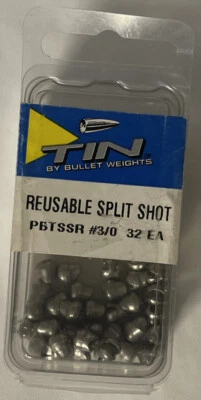 TIN
BY BULLET WEIGHTS
REUSABLE SPLIT SHOT
PBTSSR #3/0 32 EA